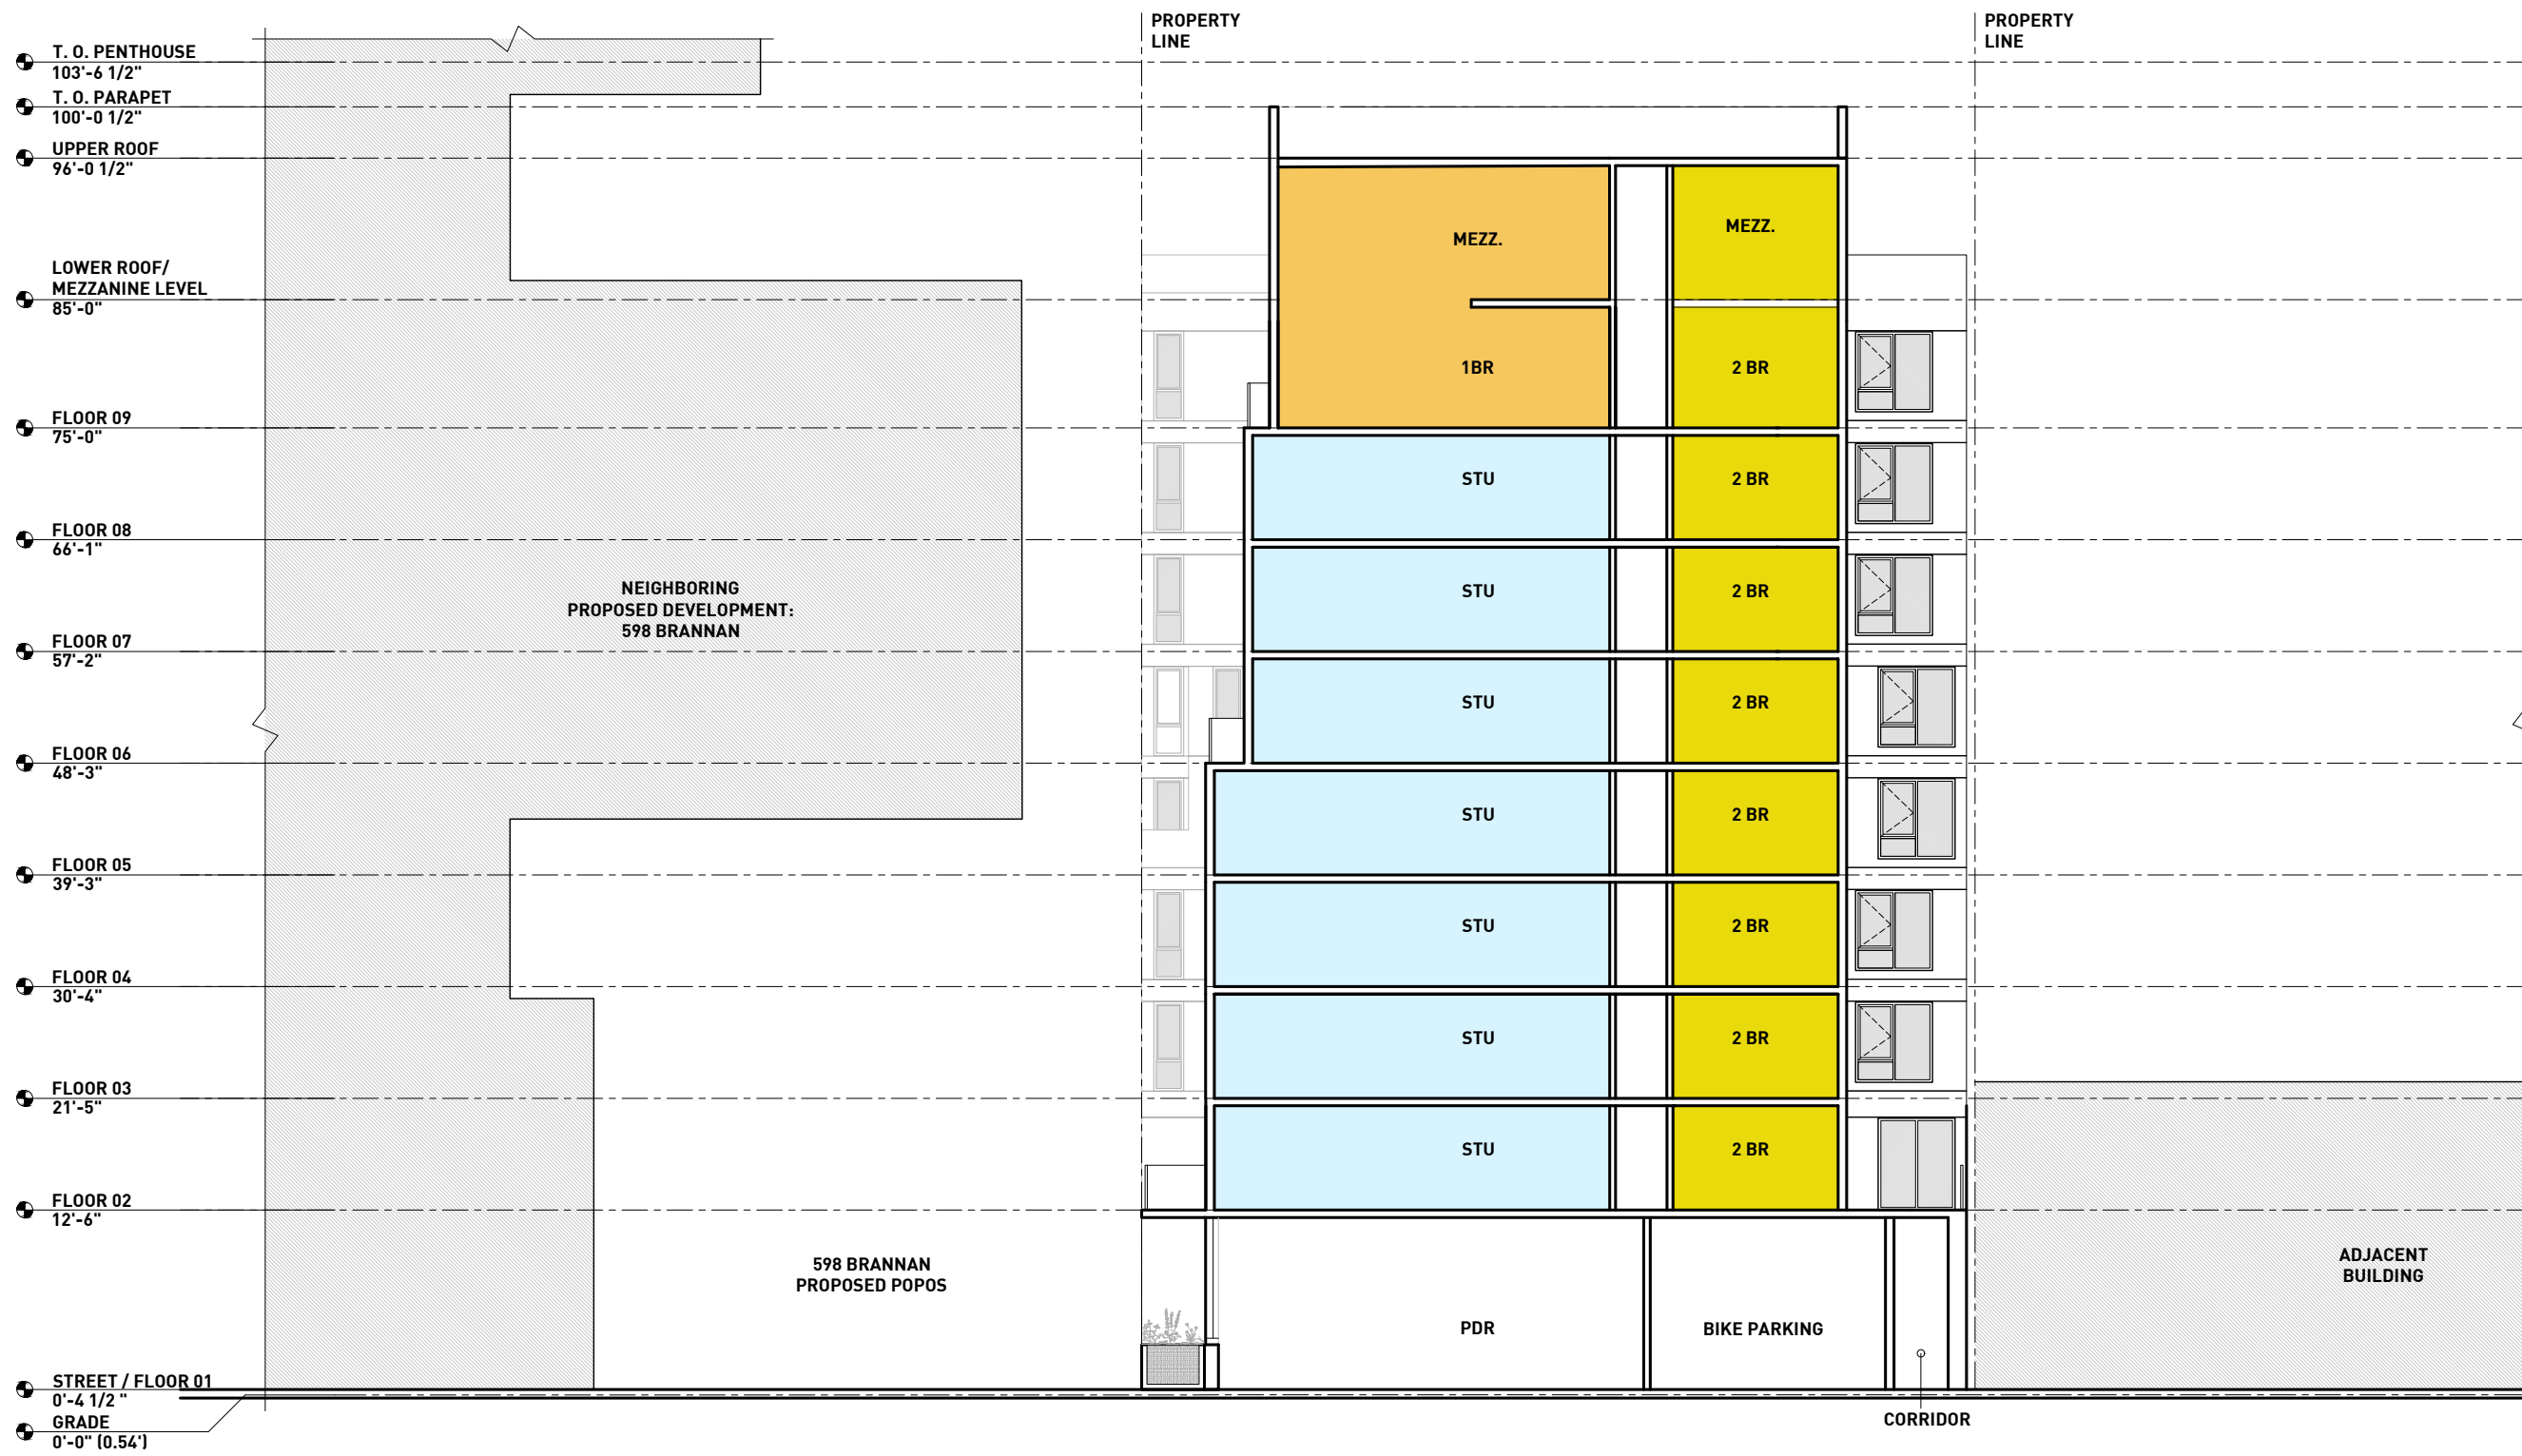 PROPERTY
LINE
PROPERTY
LINE
T. O. PENTHOUSE
103'-6 1/2"
T. O. PARAPET
100'-0 1/2"
UPPER ROOF
96'-0 1/2"
MEZZ.
MEZZ.
LOWER ROOF/
MEZZANINE LEVEL
85'-0"
1BR
2 BR
FLOOR 09
75'-0"
STU
2 BR
FLOOR 08
66'-1"
STU
2 BR
NEIGHBORING
PROPOSED DEVELOPMENT:
598 BRANNAN
FLOOR 07
57'-2"
STU
2 BR
FLOOR 06
48'-3"
STU
2 BR
FLOOR 05
39'-3"
STU
2 BR
FLOOR 04
30'-4"
STU
2 BR
FLOOR 03
21'-5"
STU
2 BR
FLOOR 02
12'-6"
598 BRANNAN
PROPOSED POPOS
ADJACENT
BUILDING
PDR
BIKE PARKING
STREET / FLOOR 01
0'-4 1/2 "
GRADE
0'-0" (0.54')
CORRIDOR